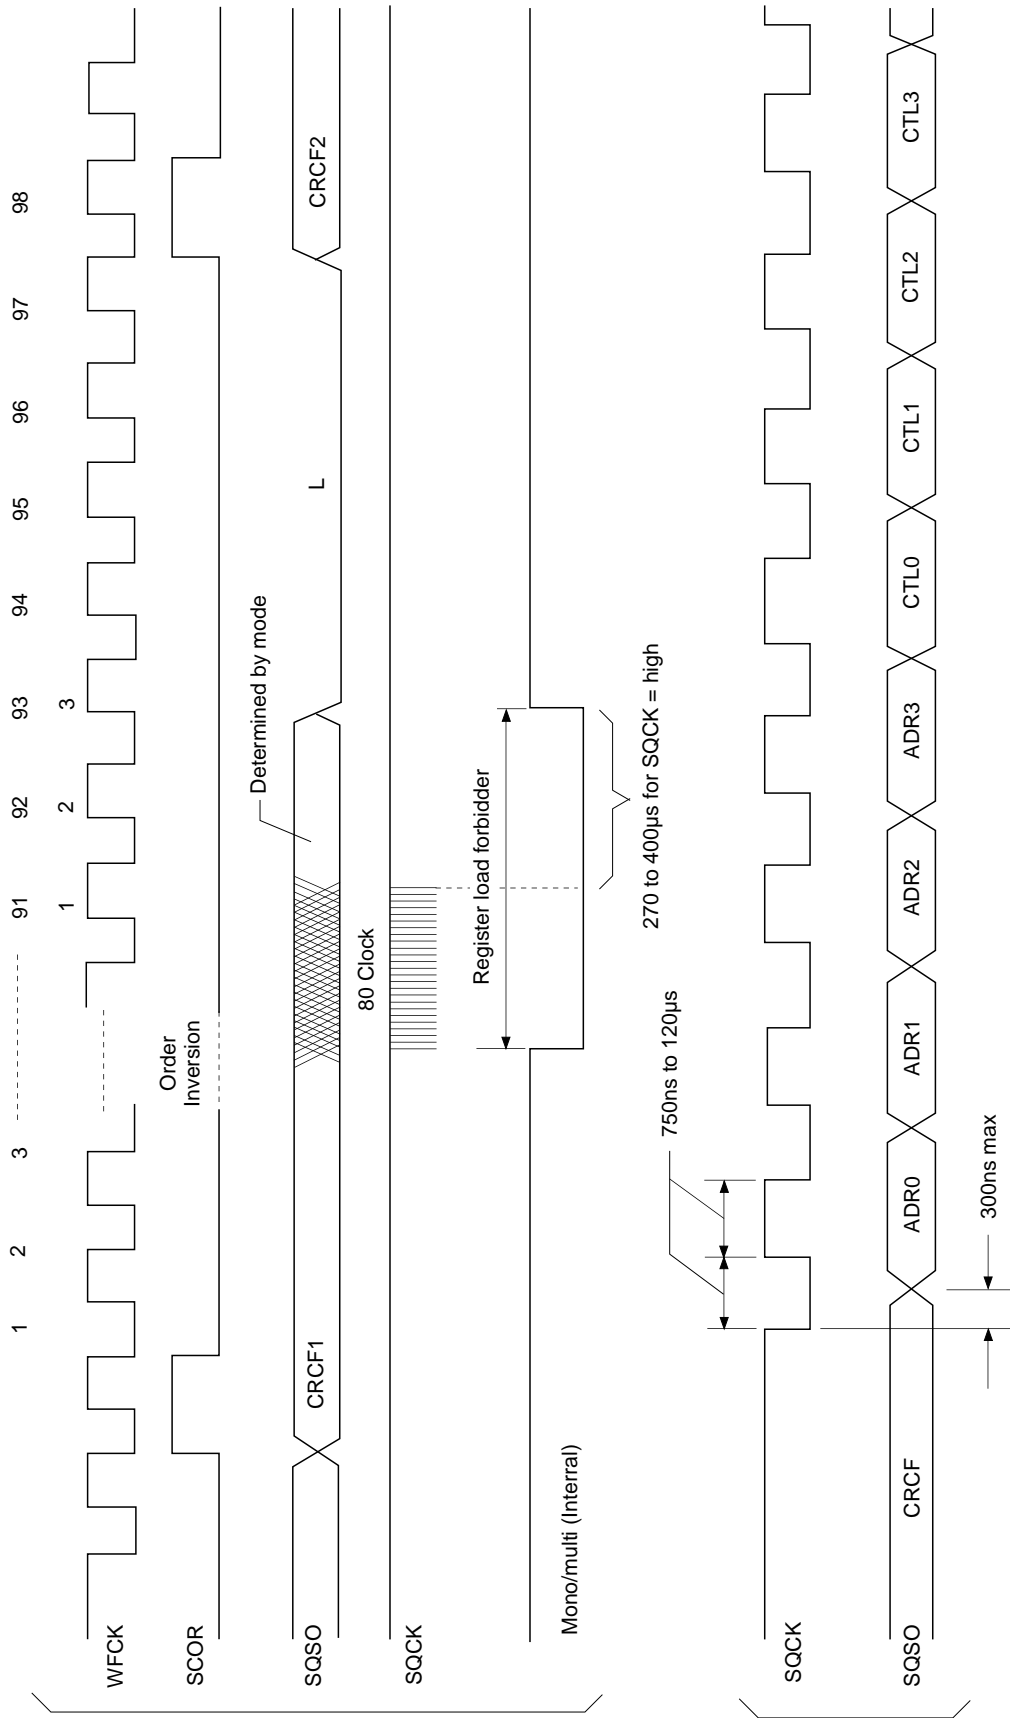 1 2 3 91 92 93 94 95 96 97 98
1 2 3
WFCK
SCOR
Order
Inversion
SQSO
CRCF1
Determined by mode
L
CRCF2
SQCK
80 Clock
Register load forbidder
Mono/multi (Interral)
270 to 400µs for SQCK = high
750ns to 120µs
SQCK
SQSO
CRCF ADR0 ADR1 ADR2 ADR3 CTL0 CTL1 CTL2 CTL3
300ns max